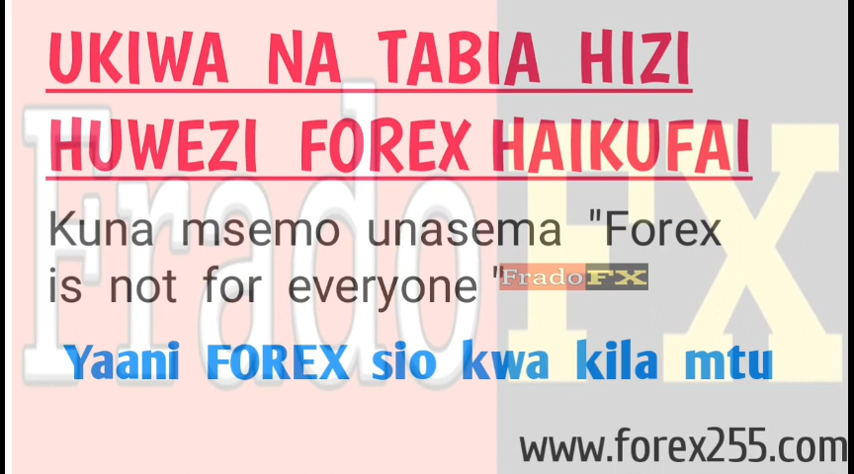 UKIWA NA TABIA HIZI
HUWEZI FOREX HAIKUFAI
Kuna msemo unasema "Forex
is not for everyone "
FradoFX
Yaani FOREX sio kwa kila mtu
www.forex255.com
FradoFX